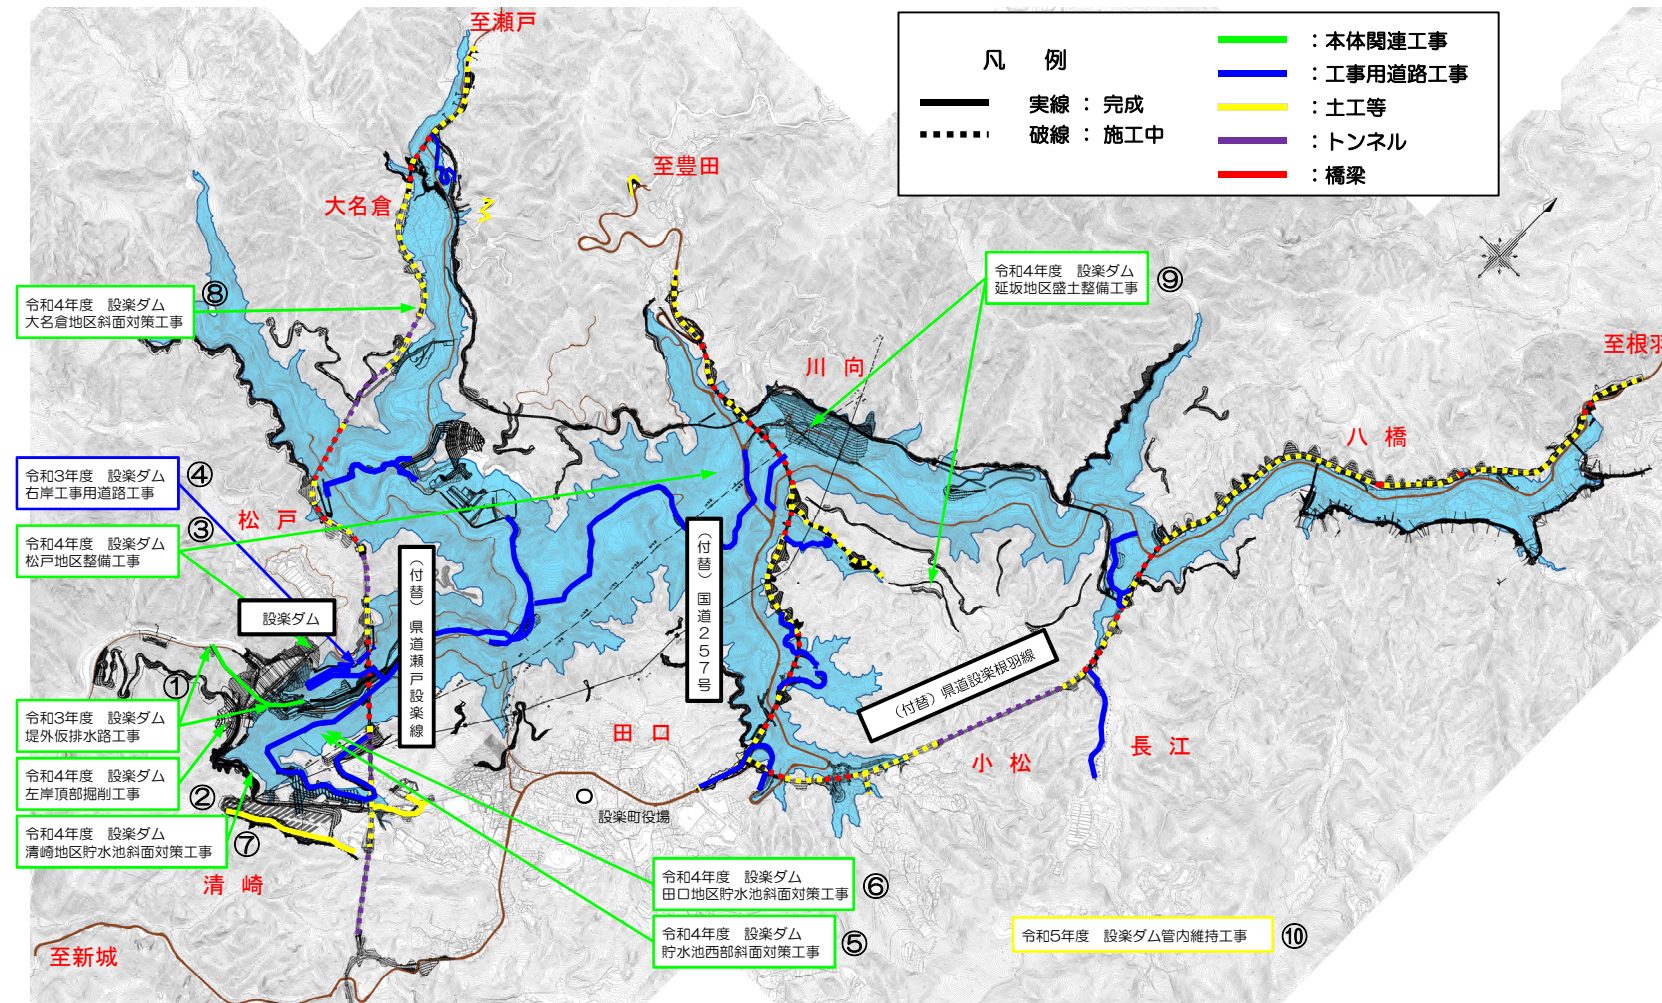 至瀬戸
凡　例
実線 ： 完成
破線 ： 施工中
：本体関連工事
：工事用道路工事
：土工等
：トンネル
：橋梁
至豊田
大名倉
令和4年度　設楽ダム
大名倉地区斜面対策工事
⑧
令和4年度　設楽ダム
延坂地区盛土整備工事
⑨
川　向
至根羽
八　橋
令和3年度　設楽ダム
右岸工事用道路工事
④
令和4年度　設楽ダム
松戸地区整備工事
③
松　戸
設楽ダム
（付替）県道瀬戸設楽線
（付替）国道257号
（付替）県道設楽根羽線
①
令和3年度　設楽ダム
堤外仮排水路工事
令和4年度　設楽ダム
左岸頂部掘削工事
②
令和4年度　設楽ダム
清崎地区貯水池斜面対策工事
⑦
清　崎
田　口
設楽町役場
小　松
長　江
令和4年度　設楽ダム
田口地区貯水池斜面対策工事
⑥
令和4年度　設楽ダム
貯水池西部斜面対策工事
⑤
令和5年度　設楽ダム管内維持工事
⑩
至新城